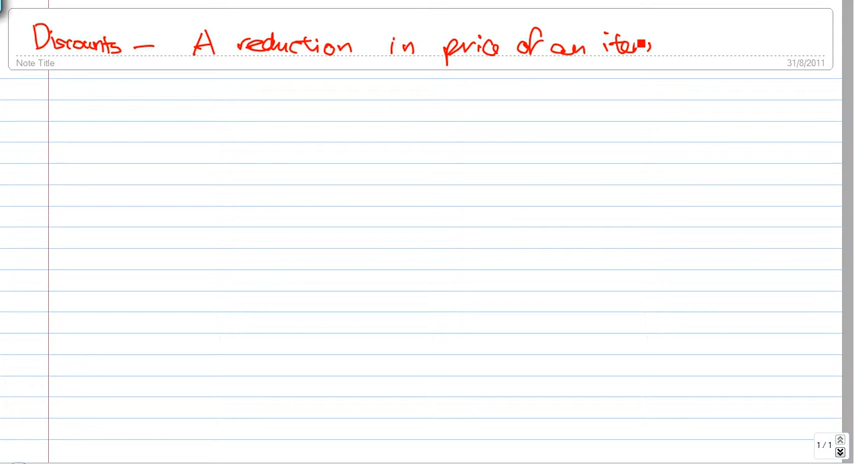 Discounts – A reduction in price of an item
Note Title
31/8/2011
1 / 1